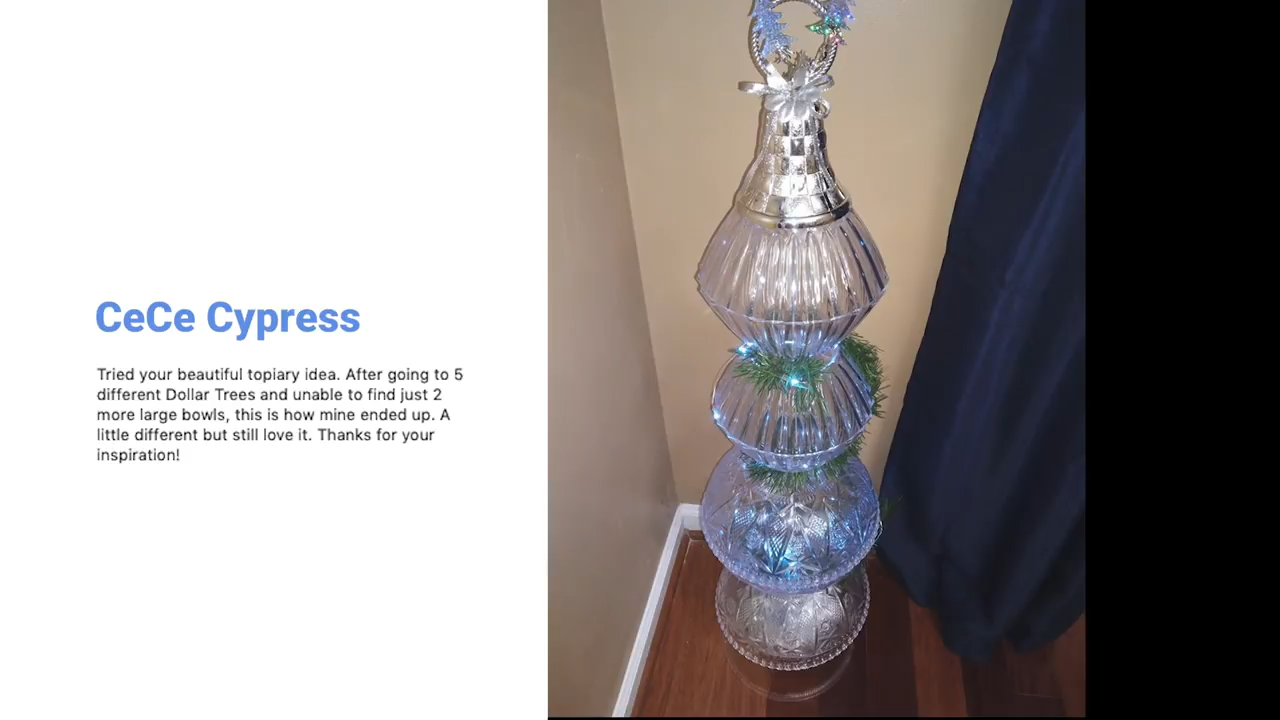 CeCe Cypress
Tried your beautiful topiary idea. After going to 5
different Dollar Trees and unable to find just 2
more large bowls, this is how mine ended up. A
little different but still love it. Thanks for your
inspiration!